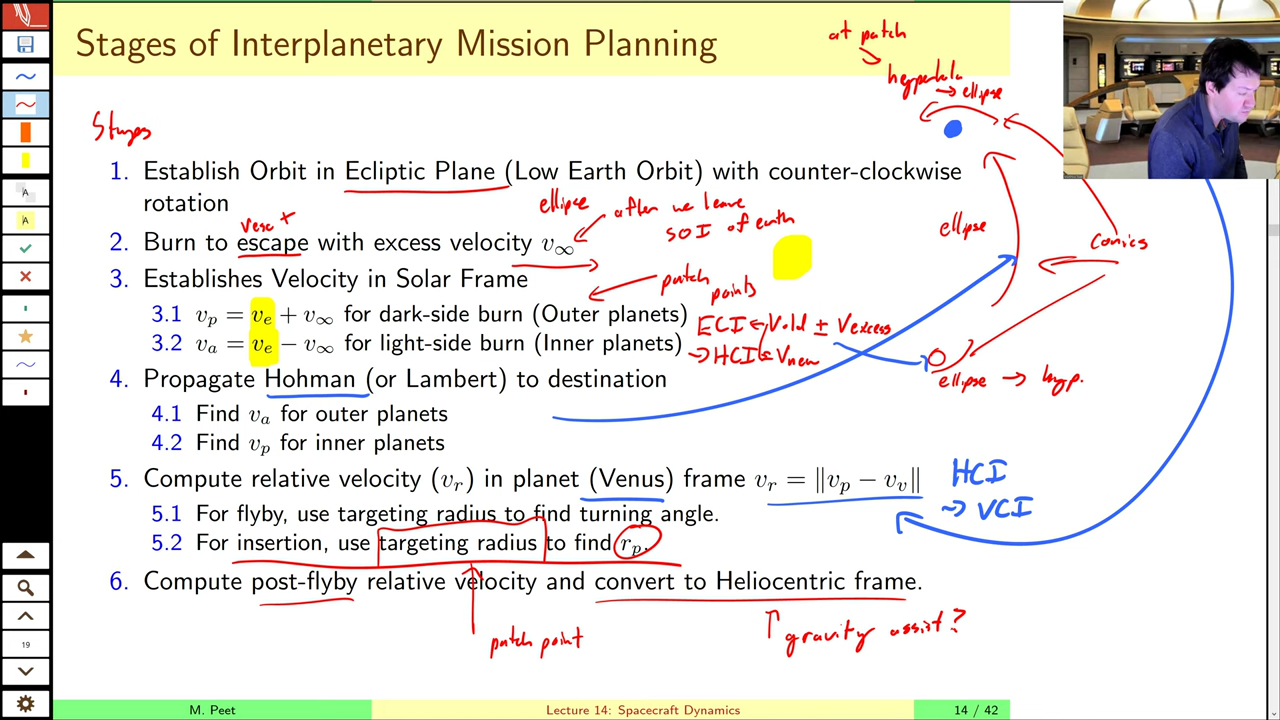 Stages of Interplanetary Mission Planning
at patch
hyperbola
→ ellipse
Stages
1. Establish Orbit in Ecliptic Plane (Low Earth Orbit) with counter-clockwise
rotation
ellipse
after we leave
SOI of earth
vesc +
2. Burn to escape with excess velocity v∞
ellipse
conics
3. Establishes Velocity in Solar Frame
patch
points
3.1 vp = ve + v∞ for dark-side burn (Outer planets)
ECI ← Vold ± Vexcess
3.2 va = ve − v∞ for light-side burn (Inner planets)
→ HCI Vnew
4. Propagate Hohman (or Lambert) to destination
ellipse → hyp.
4.1 Find va for outer planets
4.2 Find vp for inner planets
5. Compute relative velocity (vr) in planet (Venus) frame vr = ‖vp − vv‖
HCI
→ VCI
5.1 For flyby, use targeting radius to find turning angle.
5.2 For insertion, use targeting radius to find rp.
6. Compute post-flyby relative velocity and convert to Heliocentric frame.
patch point
↑ gravity assist?
A
A
19
M. Peet
Lecture 14: Spacecraft Dynamics
14 / 42